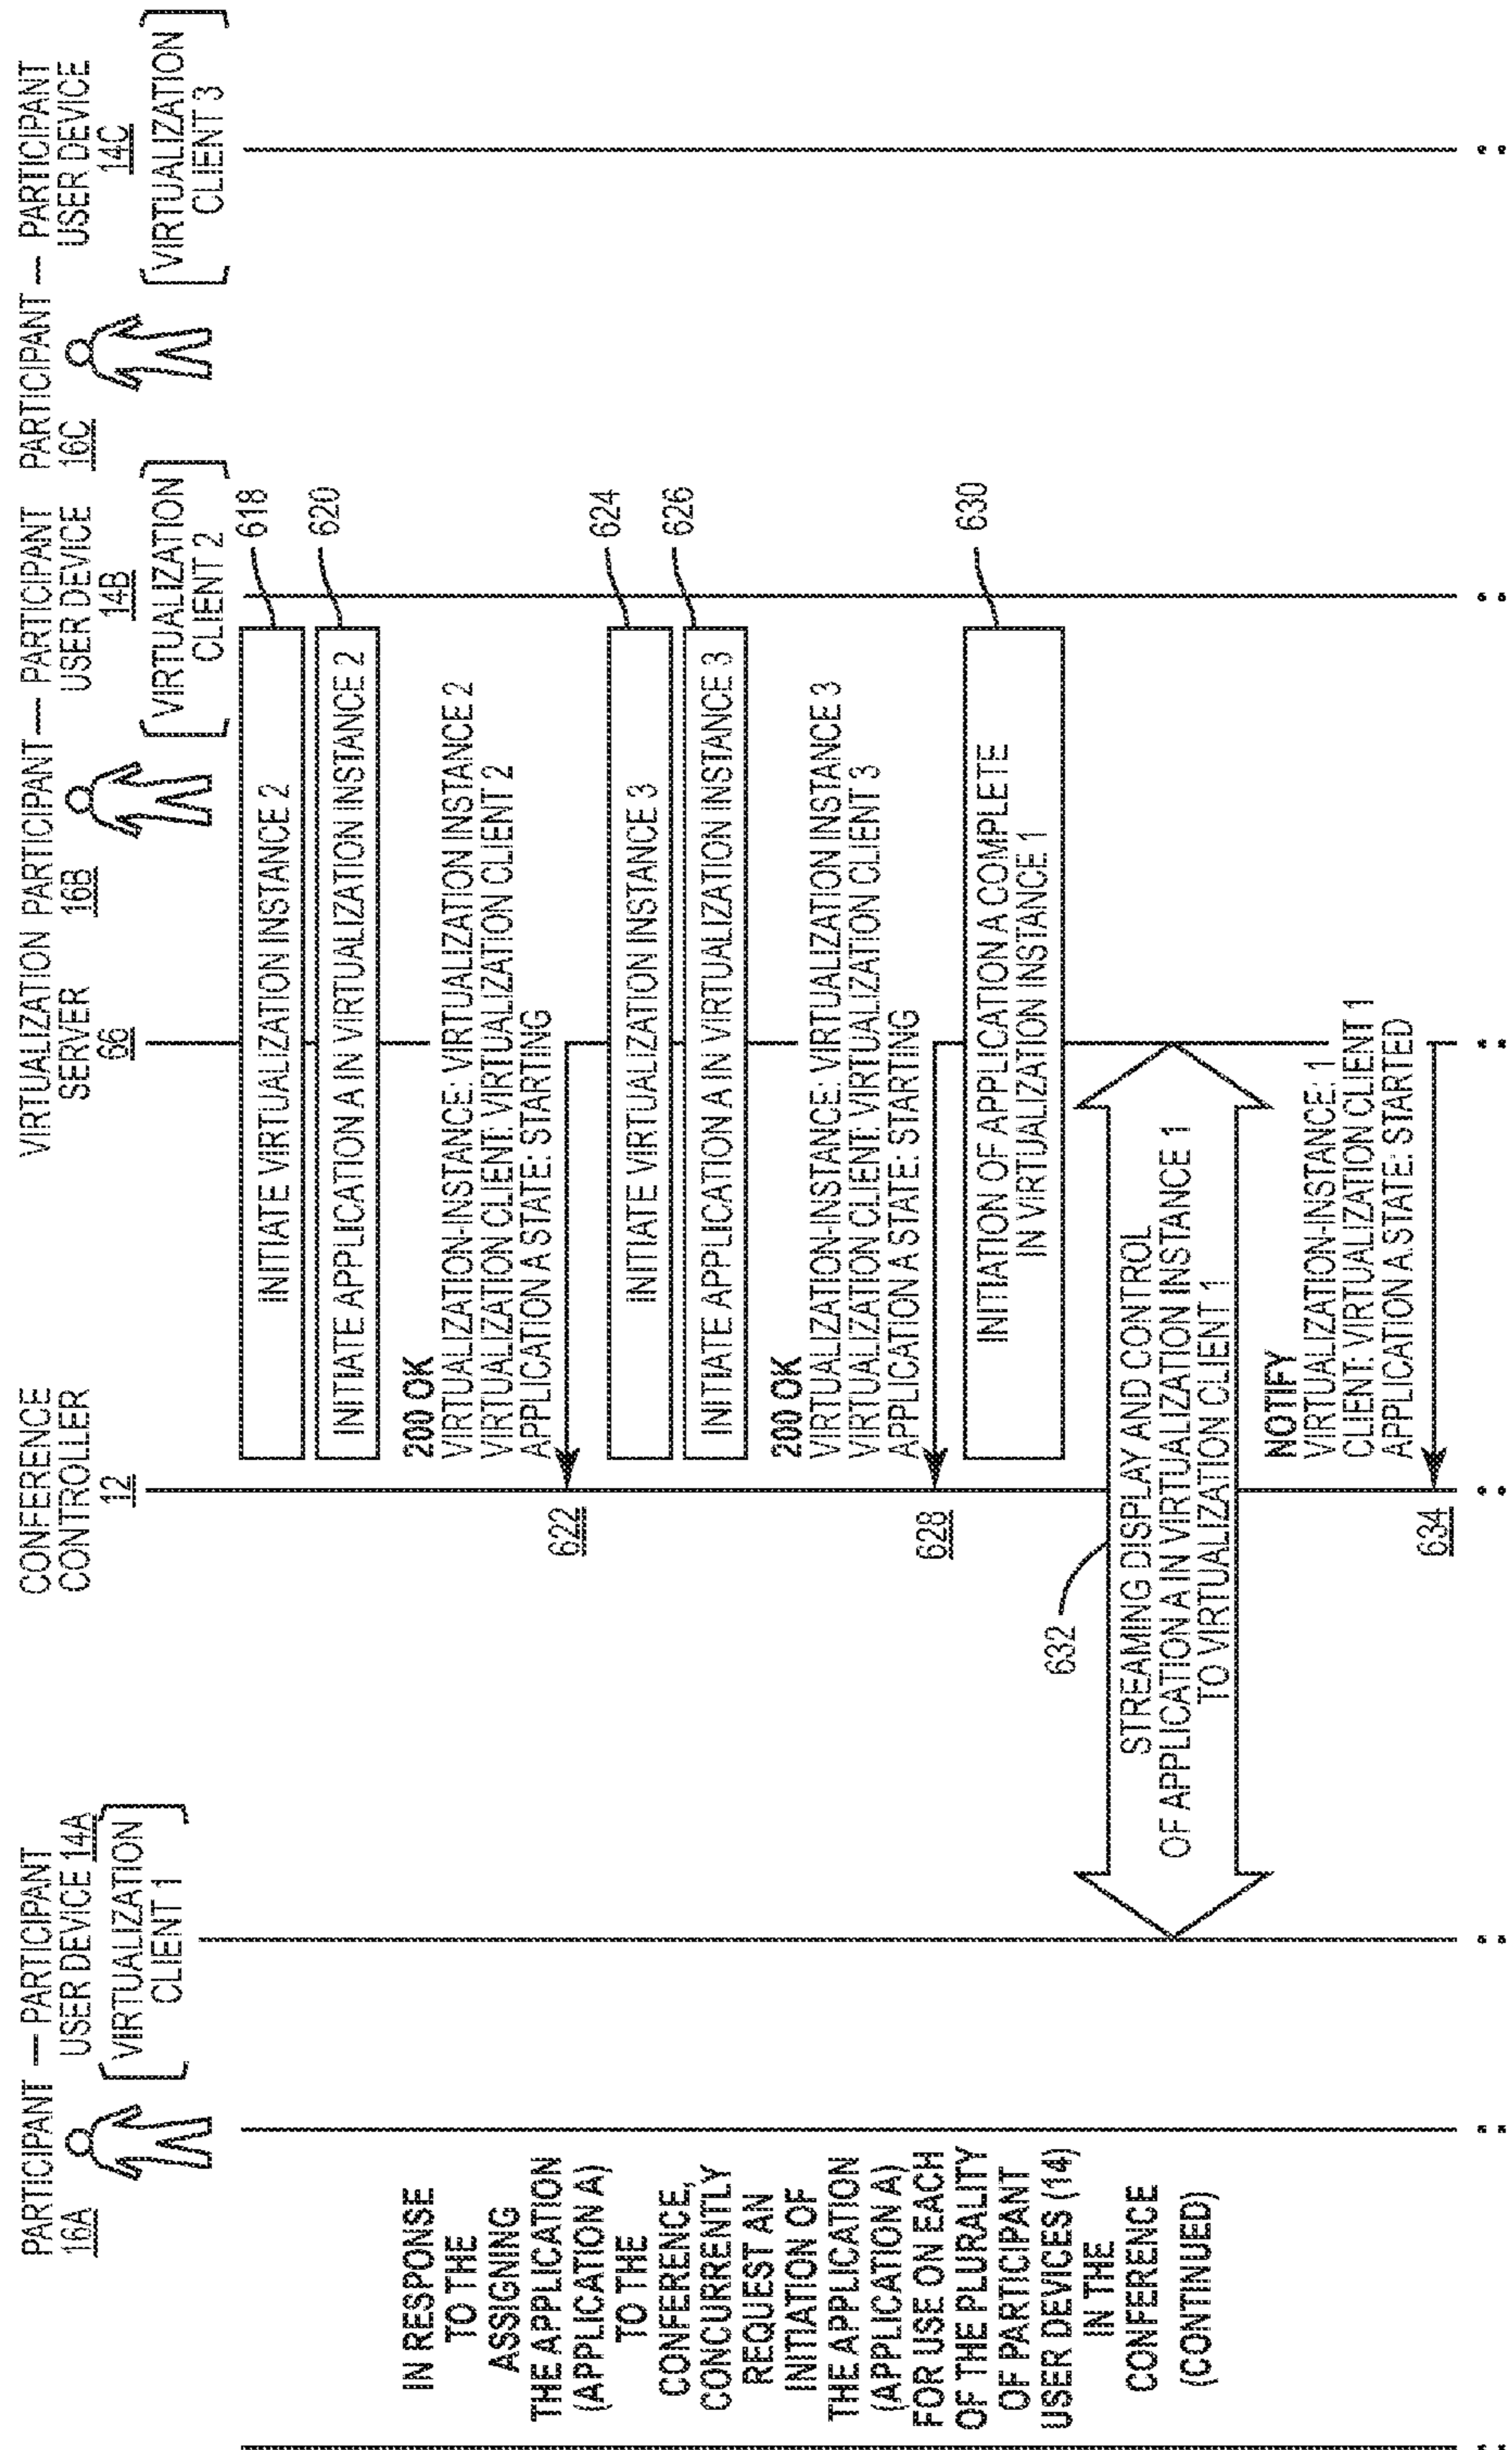 PARTICIPANT — PARTICIPANT
16A
USER DEVICE 14A
VIRTUALIZATION
CLIENT 1
CONFERENCE
CONTROLLER
12
VIRTUALIZATION
SERVER
66
PARTICIPANT — PARTICIPANT
16B
USER DEVICE
14B
VIRTUALIZATION
CLIENT 2
PARTICIPANT — PARTICIPANT
16C
USER DEVICE
14C
VIRTUALIZATION
CLIENT 3
IN RESPONSE
TO THE
ASSIGNING
THE APPLICATION
(APPLICATION A)
TO THE
CONFERENCE,
CONCURRENTLY
REQUEST AN
INITIATION OF
THE APPLICATION
(APPLICATION A)
FOR USE ON EACH
OF THE PLURALITY
OF PARTICIPANT
USER DEVICES (14)
IN THE
CONFERENCE
(CONTINUED)
INITIATE VIRTUALIZATION INSTANCE 2
618
INITIATE APPLICATION A IN VIRTUALIZATION INSTANCE 2
620
200 OK
VIRTUALIZATION-INSTANCE: VIRTUALIZATION INSTANCE 2
VIRTUALIZATION CLIENT: VIRTUALIZATION CLIENT 2
APPLICATION A STATE: STARTING
622
INITIATE VIRTUALIZATION INSTANCE 3
624
INITIATE APPLICATION A IN VIRTUALIZATION INSTANCE 3
626
200 OK
VIRTUALIZATION-INSTANCE: VIRTUALIZATION INSTANCE 3
VIRTUALIZATION CLIENT: VIRTUALIZATION CLIENT 3
APPLICATION A STATE: STARTING
628
INITIATION OF APPLICATION A COMPLETE
IN VIRTUALIZATION INSTANCE 1
630
632
STREAMING DISPLAY AND CONTROL
OF APPLICATION A IN VIRTUALIZATION INSTANCE 1
TO VIRTUALIZATION CLIENT 1
NOTIFY
VIRTUALIZATION-INSTANCE: 1
CLIENT: VIRTUALIZATION CLIENT 1
APPLICATION A STATE: STARTED
634